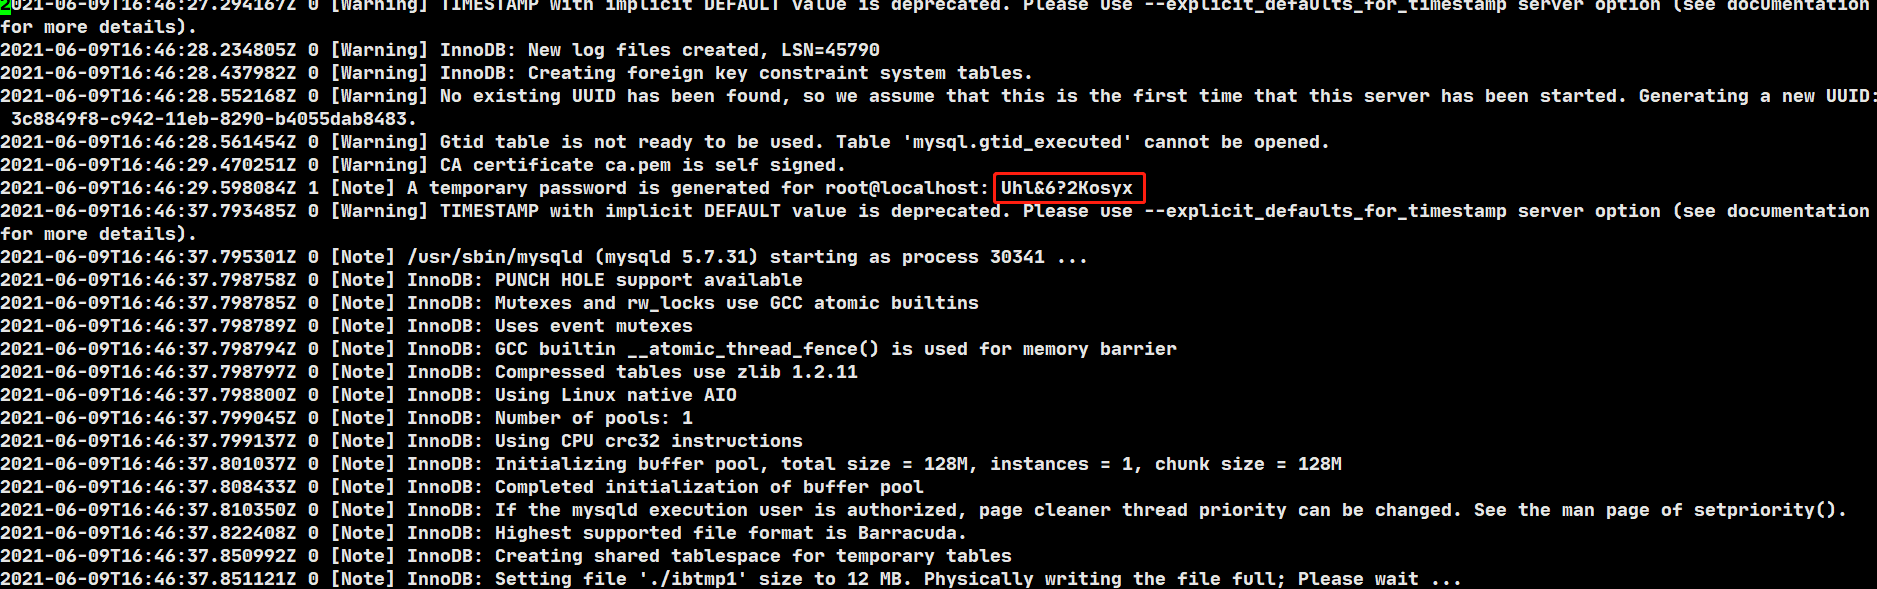 2021-06-09T16:46:27.294167Z 0 [Warning] TIMESTAMP with implicit DEFAULT value is deprecated. Please use --explicit_defaults_for_timestamp server option (see documentation
for more details).
2021-06-09T16:46:28.234805Z 0 [Warning] InnoDB: New log files created, LSN=45790
2021-06-09T16:46:28.437982Z 0 [Warning] InnoDB: Creating foreign key constraint system tables.
2021-06-09T16:46:28.552168Z 0 [Warning] No existing UUID has been found, so we assume that this is the first time that this server has been started. Generating a new UUID:
3c8849f8-c942-11eb-8290-b4055dab8483.
2021-06-09T16:46:28.561454Z 0 [Warning] Gtid table is not ready to be used. Table 'mysql.gtid_executed' cannot be opened.
2021-06-09T16:46:29.470251Z 0 [Warning] CA certificate ca.pem is self signed.
2021-06-09T16:46:29.598084Z 1 [Note] A temporary password is generated for root@localhost: Uhl&6?2Kosyx
2021-06-09T16:46:37.793485Z 0 [Warning] TIMESTAMP with implicit DEFAULT value is deprecated. Please use --explicit_defaults_for_timestamp server option (see documentation
for more details).
2021-06-09T16:46:37.795301Z 0 [Note] /usr/sbin/mysqld (mysqld 5.7.31) starting as process 30341 ...
2021-06-09T16:46:37.798758Z 0 [Note] InnoDB: PUNCH HOLE support available
2021-06-09T16:46:37.798785Z 0 [Note] InnoDB: Mutexes and rw_locks use GCC atomic builtins
2021-06-09T16:46:37.798789Z 0 [Note] InnoDB: Uses event mutexes
2021-06-09T16:46:37.798794Z 0 [Note] InnoDB: GCC builtin __atomic_thread_fence() is used for memory barrier
2021-06-09T16:46:37.798797Z 0 [Note] InnoDB: Compressed tables use zlib 1.2.11
2021-06-09T16:46:37.798800Z 0 [Note] InnoDB: Using Linux native AIO
2021-06-09T16:46:37.799045Z 0 [Note] InnoDB: Number of pools: 1
2021-06-09T16:46:37.799137Z 0 [Note] InnoDB: Using CPU crc32 instructions
2021-06-09T16:46:37.801037Z 0 [Note] InnoDB: Initializing buffer pool, total size = 128M, instances = 1, chunk size = 128M
2021-06-09T16:46:37.808433Z 0 [Note] InnoDB: Completed initialization of buffer pool
2021-06-09T16:46:37.810350Z 0 [Note] InnoDB: If the mysqld execution user is authorized, page cleaner thread priority can be changed. See the man page of setpriority().
2021-06-09T16:46:37.822408Z 0 [Note] InnoDB: Highest supported file format is Barracuda.
2021-06-09T16:46:37.850992Z 0 [Note] InnoDB: Creating shared tablespace for temporary tables
2021-06-09T16:46:37.851121Z 0 [Note] InnoDB: Setting file './ibtmp1' size to 12 MB. Physically writing the file full; Please wait ...